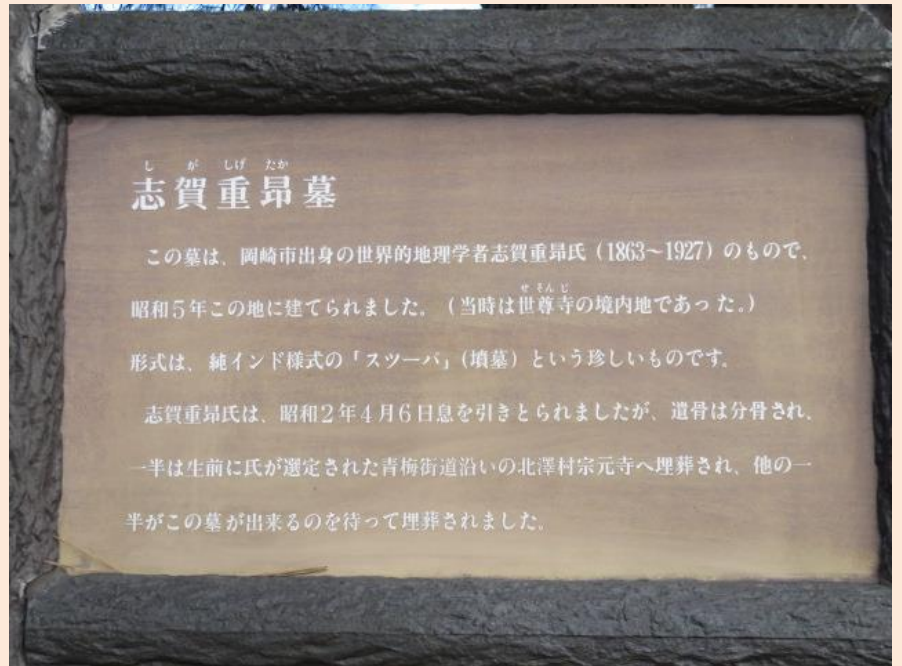 し が しげ たか
志賀重昻墓
この墓は、岡崎市出身の世界的地理学者志賀重昻氏(1863～1927)のもので、
せ そん じ
昭和5年この地に建てられました。(当時は世尊寺の境内地であった。)
形式は、純インド様式の「スツーパ」(墳墓)という珍しいものです。
志賀重昻氏は、昭和2年4月6日息を引きとられましたが、遺骨は分骨され、
一半は生前に氏が選定された青梅街道沿いの北澤村宗元寺へ埋葬され、他の一
半がこの墓が出来るのを待って埋葬されました。